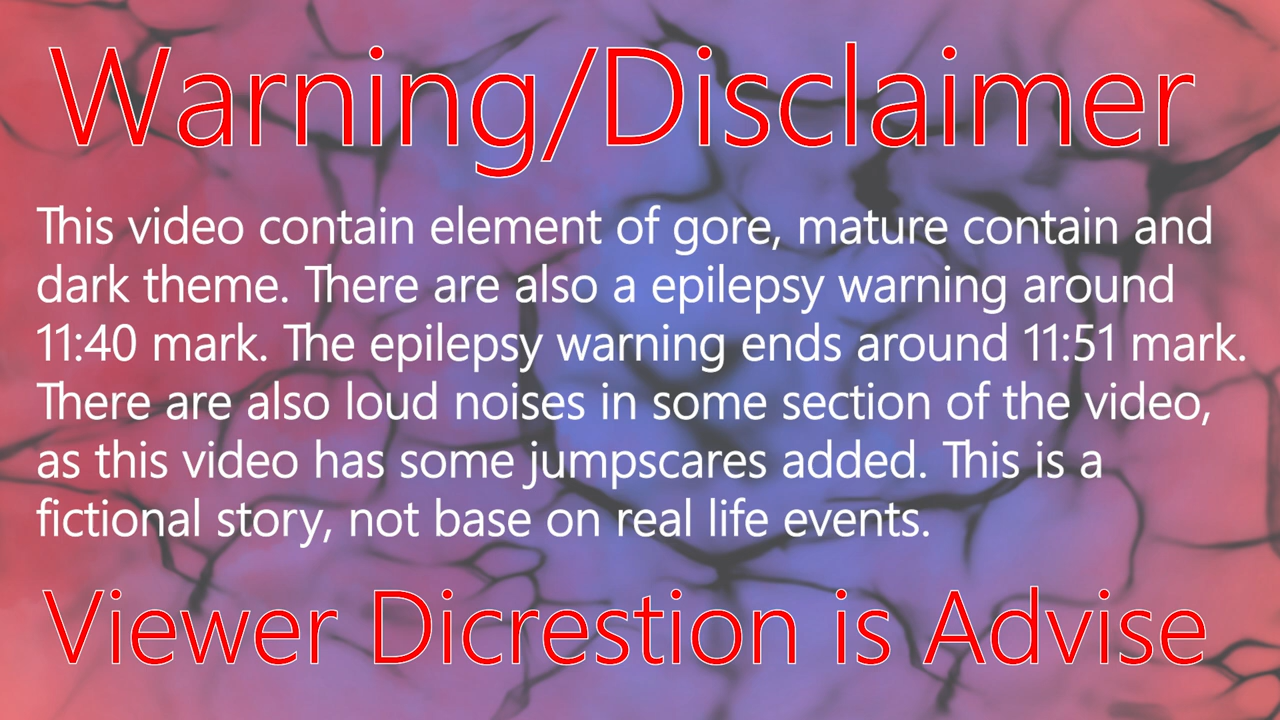 Warning/Disclaimer
This video contain element of gore, mature contain and
dark theme. There are also a epilepsy warning around
11:40 mark. The epilepsy warning ends around 11:51 mark.
There are also loud noises in some section of the video,
as this video has some jumpscares added. This is a
fictional story, not base on real life events.
Viewer Dicrestion is Advise